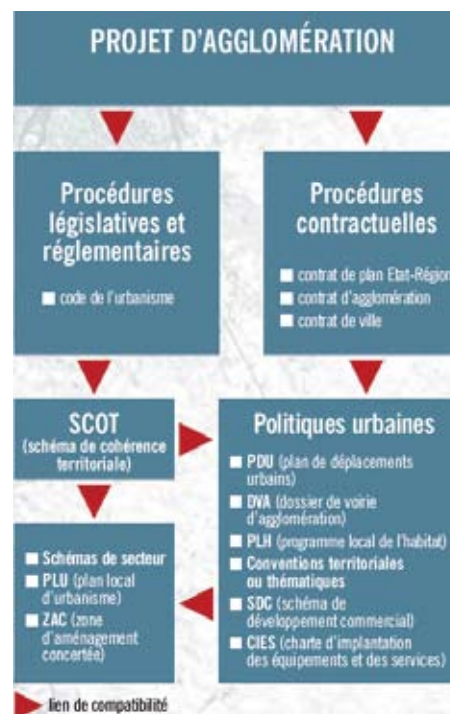 PROJET D'AGGLOMÉRATION
Procédures
législatives et
réglementaires
code de l'urbanisme
Procédures
contractuelles
contrat de plan Etat-Région
contrat d'agglomération
contrat de ville
SCOT
(schéma de cohérence
territoriale)
Politiques urbaines
PDU (plan de déplacements
urbains)
DVA (dossier de voirie
d'agglomération)
PLH (programme local de l'habitat)
Conventions territoriales
ou thématiques
SDC (schéma de
développement commercial)
CIES (charte d'implantation
des équipements et des services)
Schémas de secteur
PLU (plan local
d'urbanisme)
ZAC (zone
d'aménagement
concertée)
lien de compatibilité